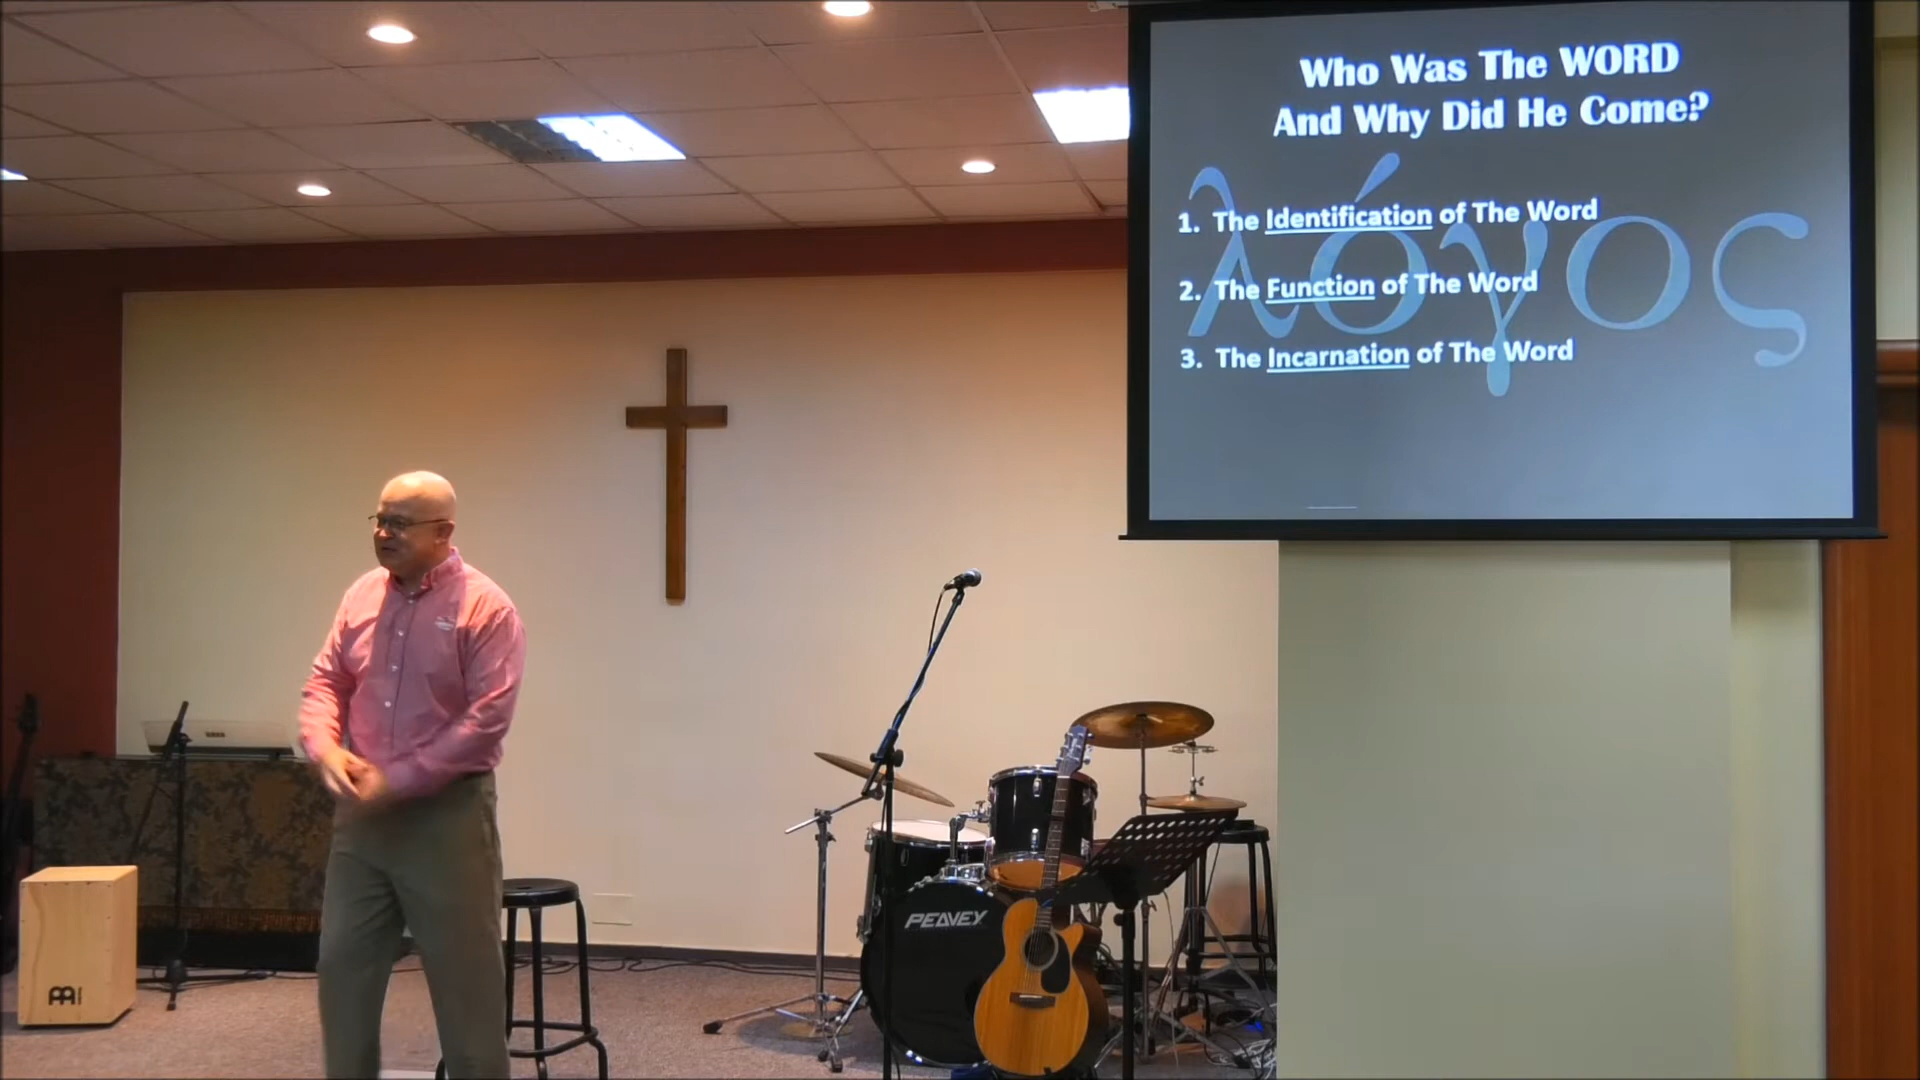 Who Was The WORD
And Why Did He Come?
λόγος
1. The Identification of The Word
2. The Function of The Word
3. The Incarnation of The Word
PEAVEY